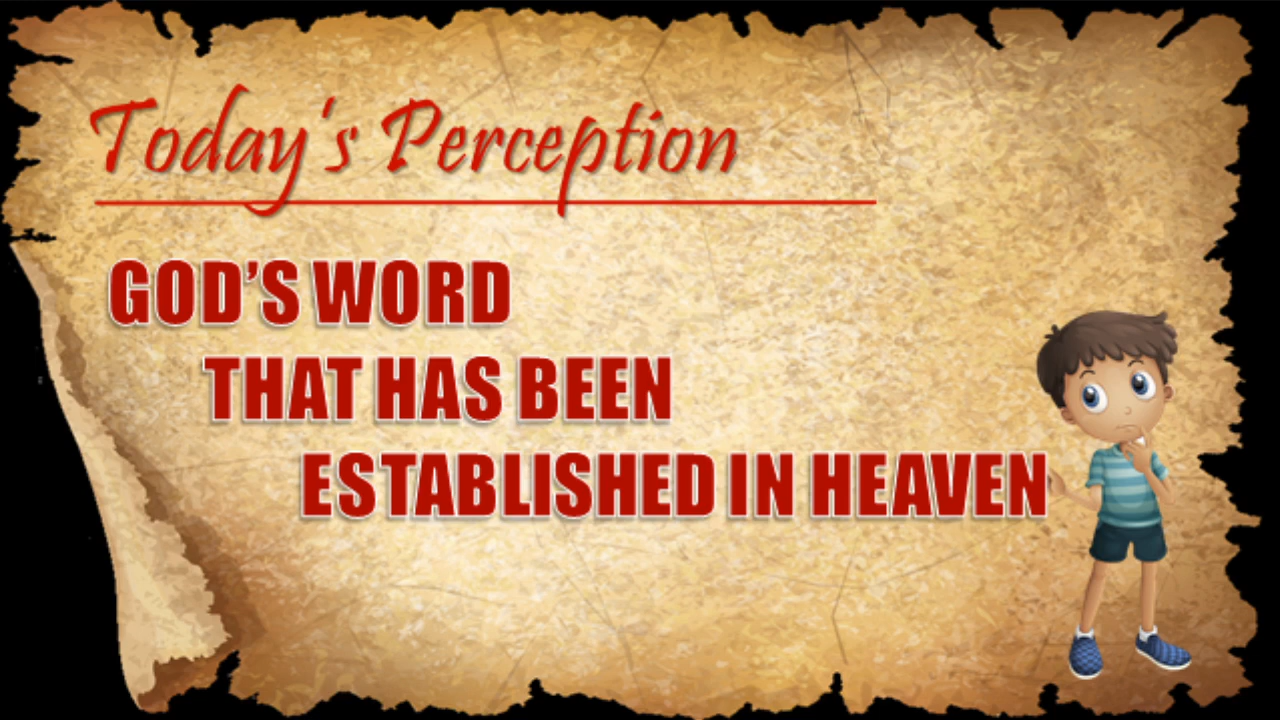 Today's Perception
GOD'S WORD
THAT HAS BEEN
ESTABLISHED IN HEAVEN